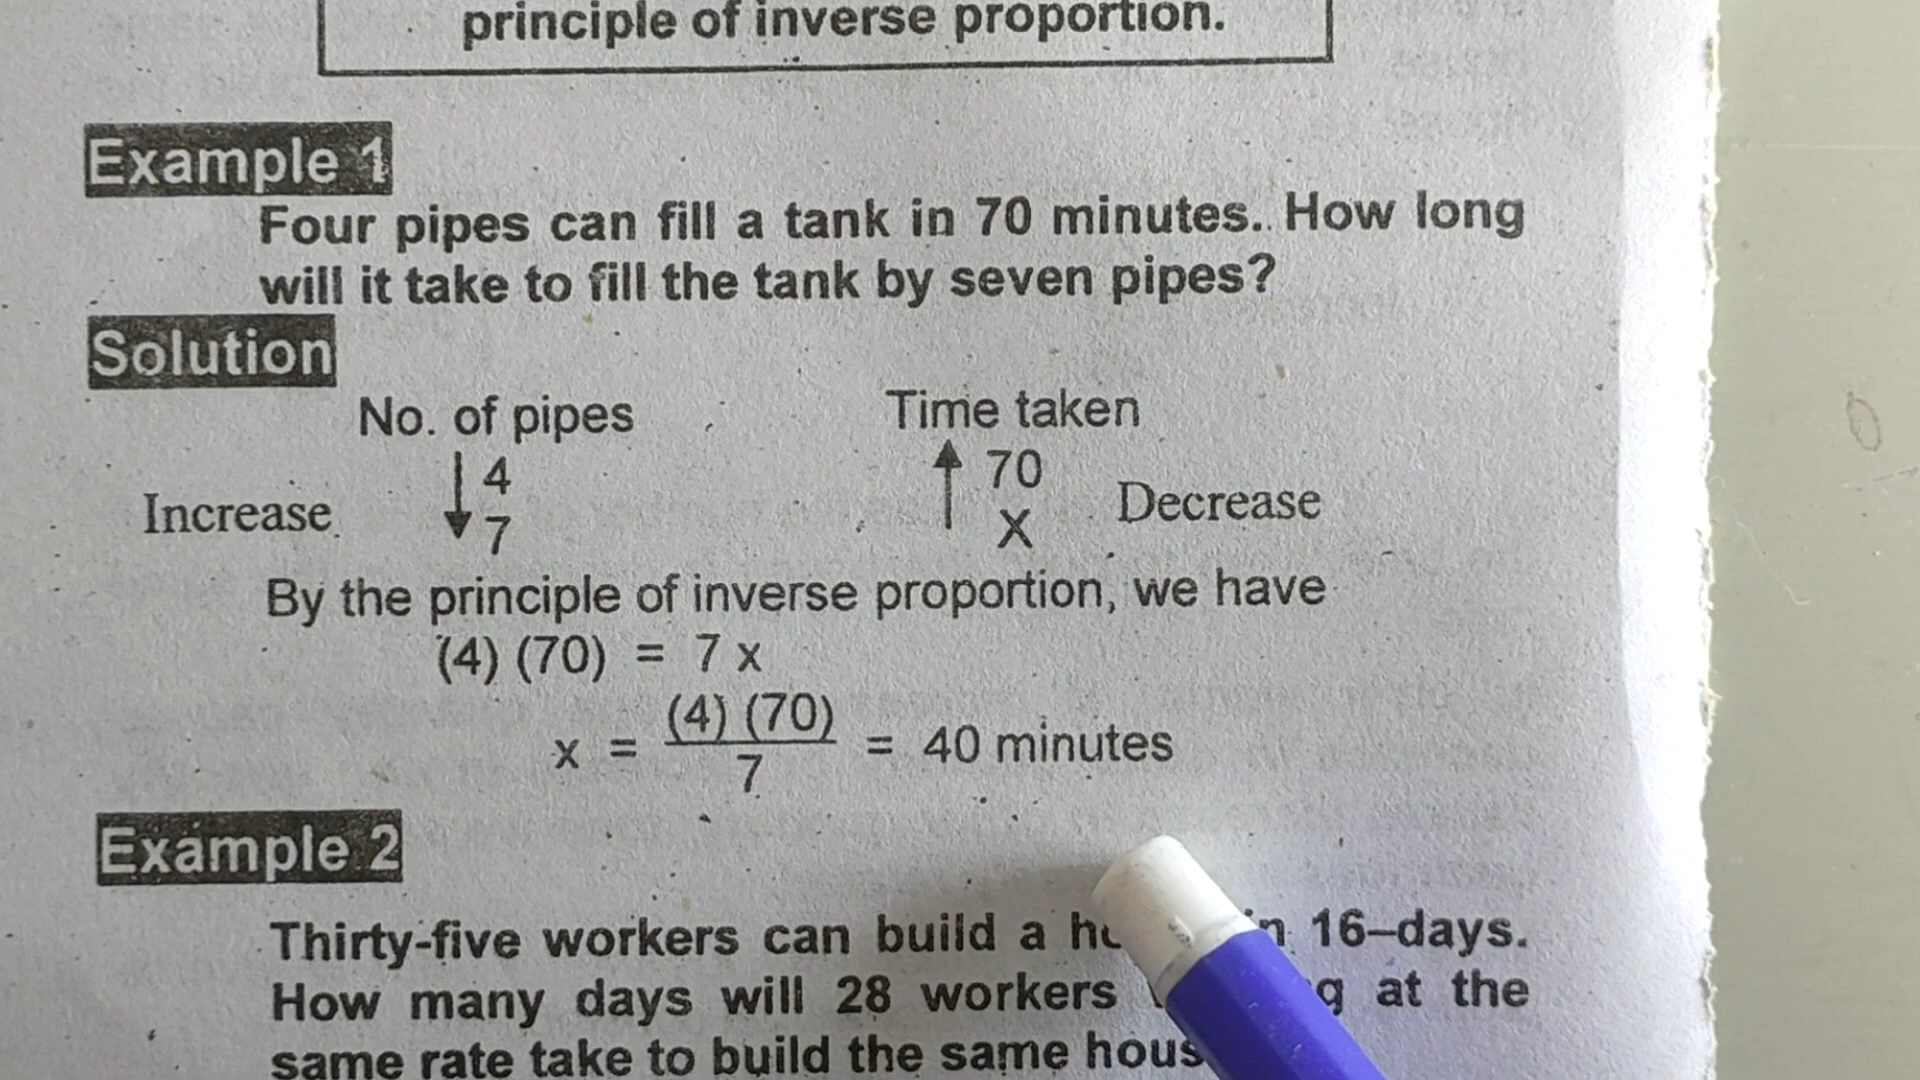 principle of inverse proportion.
Example 1
Four pipes can fill a tank in 70 minutes. How long
will it take to fill the tank by seven pipes?
Solution
No. of pipes Time taken
4 70
Increase Decrease
7 X
By the principle of inverse proportion, we have
(4) (70) = 7 x
x = (4) (70) / 7 = 40 minutes
Example 2
Thirty-five workers can build a in 16–days.
How many days will 28 workers at the
same rate take to build the same